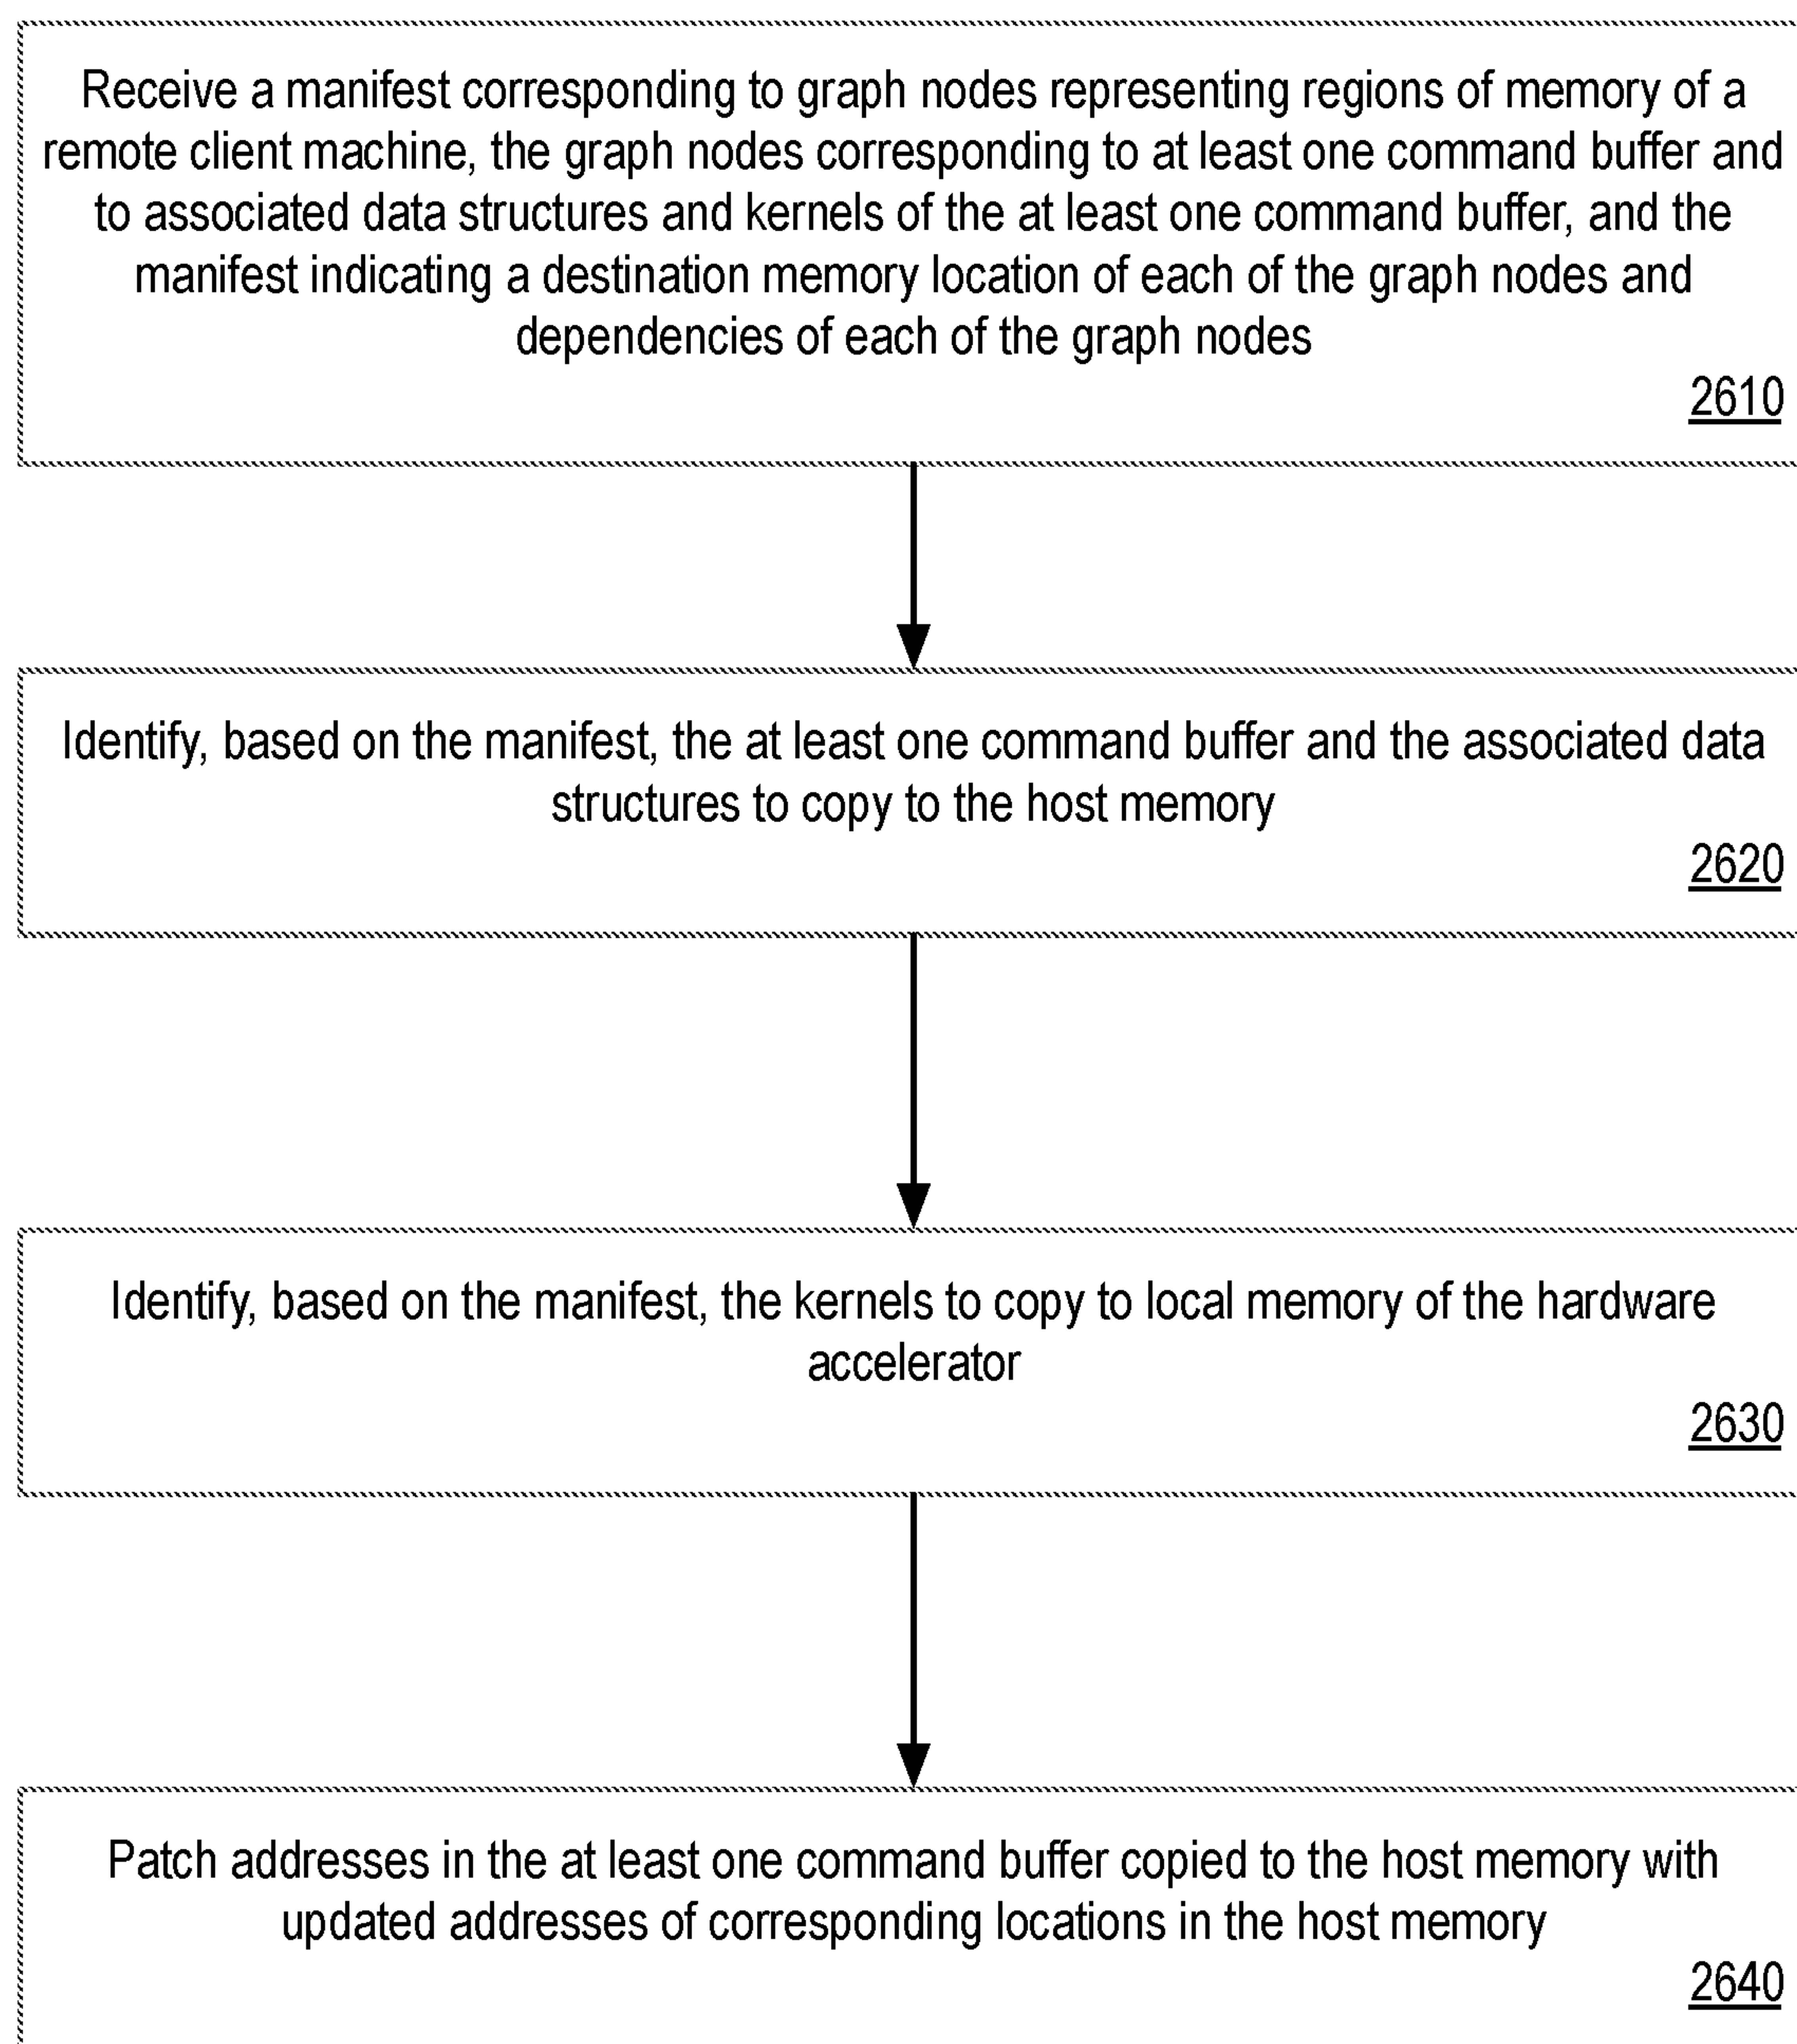 Receive a manifest corresponding to graph nodes representing regions of memory of a
remote client machine, the graph nodes corresponding to at least one command buffer and
to associated data structures and kernels of the at least one command buffer, and the
manifest indicating a destination memory location of each of the graph nodes and
dependencies of each of the graph nodes
2610
Identify, based on the manifest, the at least one command buffer and the associated data
structures to copy to the host memory
2620
Identify, based on the manifest, the kernels to copy to local memory of the hardware
accelerator
2630
Patch addresses in the at least one command buffer copied to the host memory with
updated addresses of corresponding locations in the host memory
2640